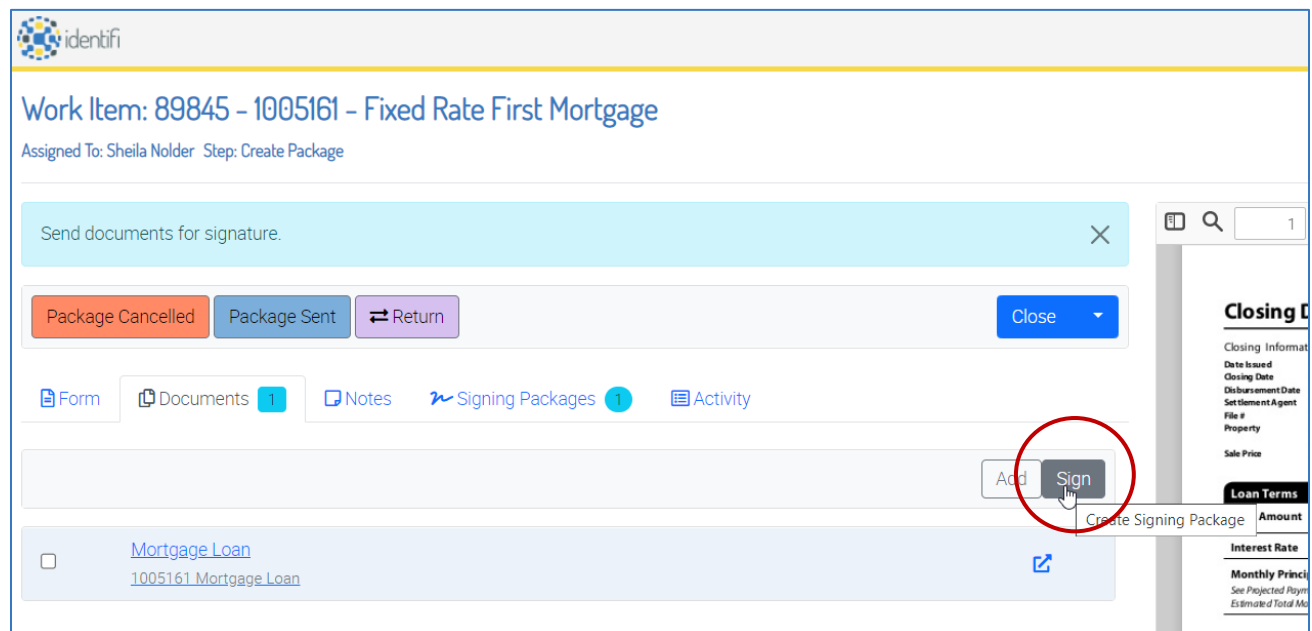 identifi
Work Item: 89845 - 1005161 - Fixed Rate First Mortgage
Assigned To: Sheila Nolder Step: Create Package
Send documents for signature.
1
Package Cancelled Package Sent Return Close
Form Documents 1 Notes Signing Packages 1 Activity
Add Sign
Create Signing Package
Mortgage Loan
1005161 Mortgage Loan
Closing D
Closing Informat
Date Issued
Closing Date
Disbursement Date
Settlement Agent
File #
Property
Sale Price
Loan Terms
Amount
Interest Rate
Monthly Princi
See Projected Paym
Estimated Total Mo